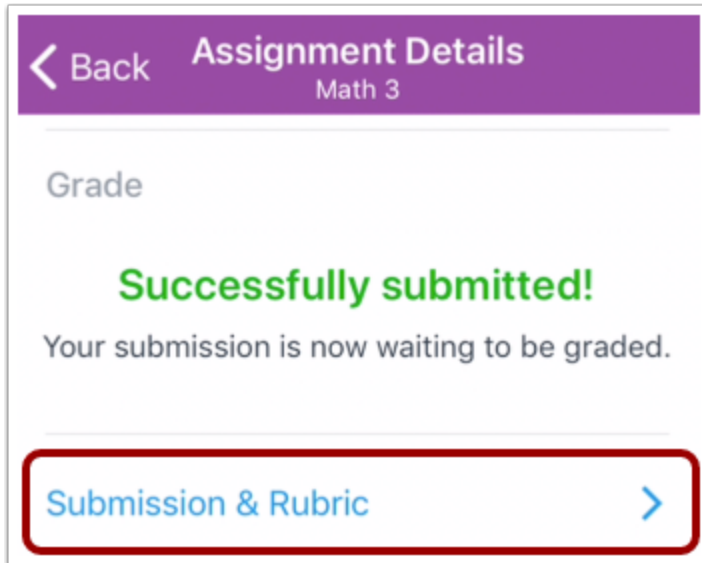 Back
Assignment Details
Math 3
Grade
Successfully submitted!
Your submission is now waiting to be graded.
Submission & Rubric